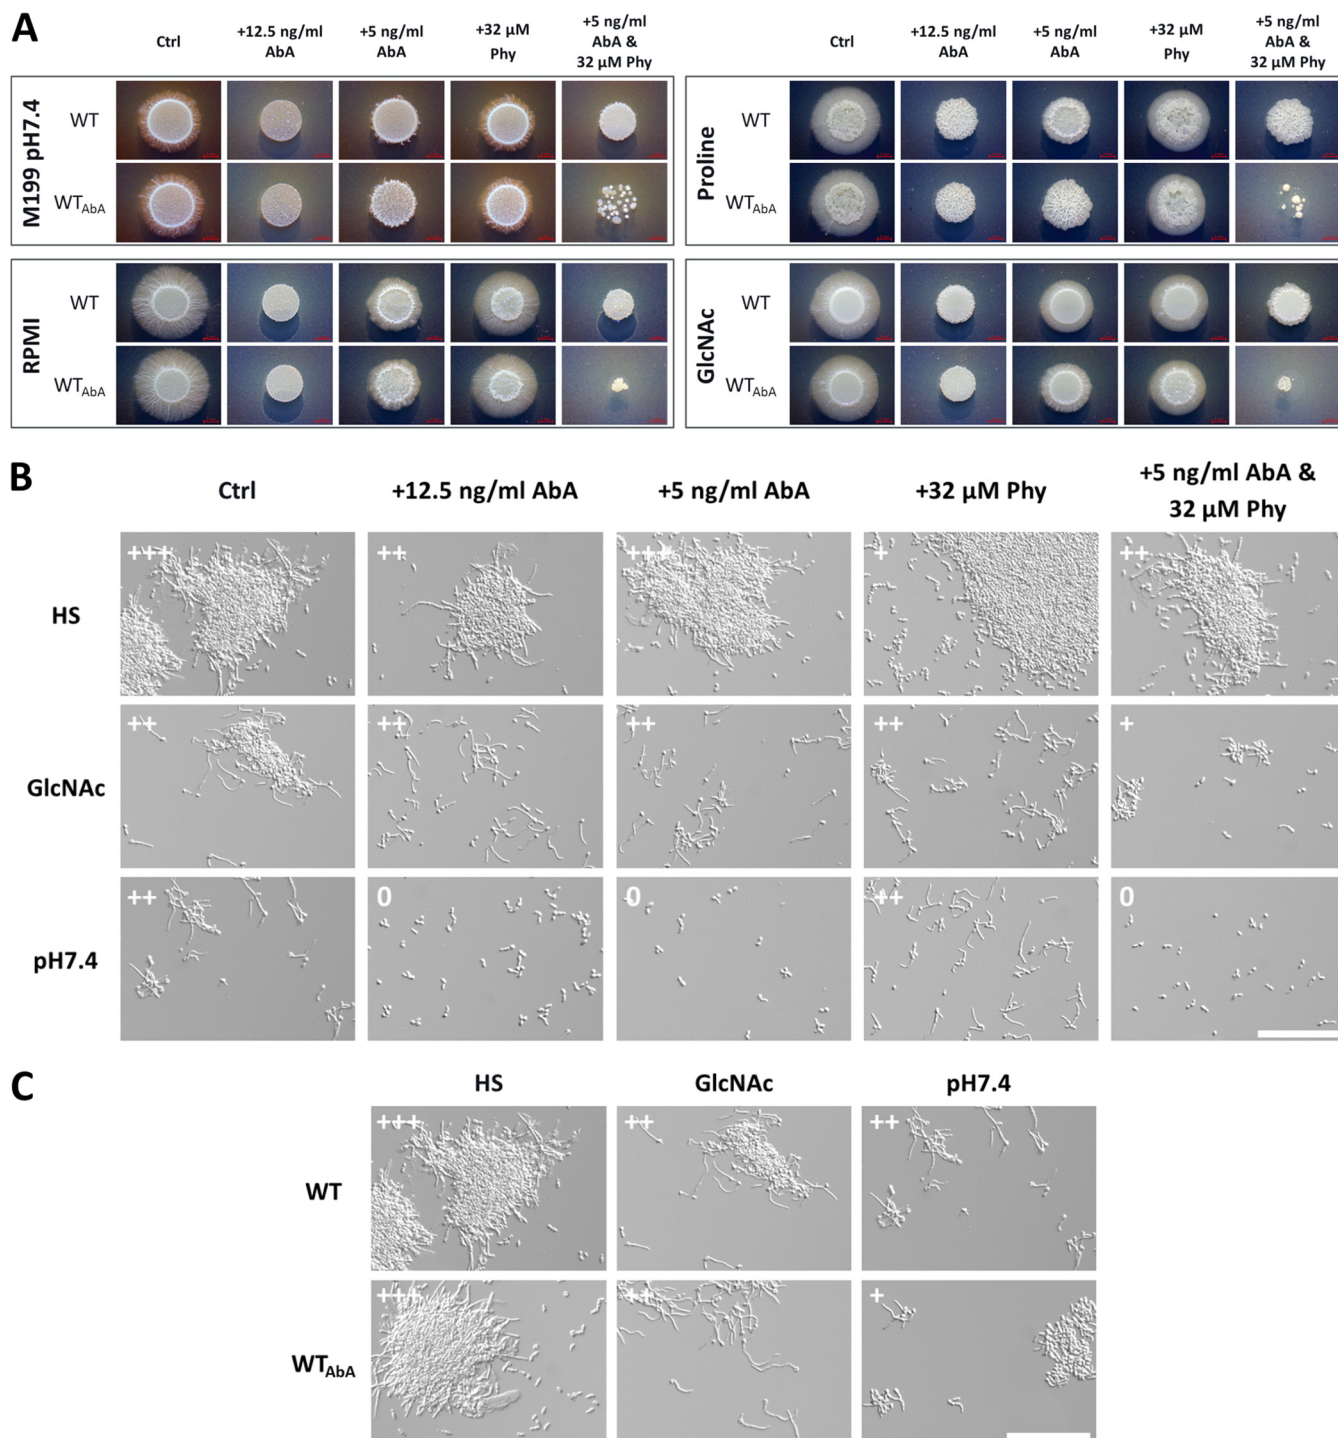 A
Ctrl
+12.5 ng/ml
AbA
+5 ng/ml
AbA
+32 µM
Phy
+5 ng/ml
AbA &
32 µM Phy
M199 pH7.4
WT
WTAbA
RPMI
WT
WTAbA
Ctrl
+12.5 ng/ml
AbA
+5 ng/ml
AbA
+32 µM
Phy
+5 ng/ml
AbA &
32 µM Phy
Proline
WT
WTAbA
GlcNAc
WT
WTAbA
B
Ctrl
+12.5 ng/ml AbA
+5 ng/ml AbA
+32 µM Phy
+5 ng/ml AbA &
32 µM Phy
HS
+++
++
+++
+
++
GlcNAc
++
++
++
++
+
pH7.4
++
0
0
++
0
C
HS
GlcNAc
pH7.4
WT
+++
++
++
WTAbA
+++
++
+